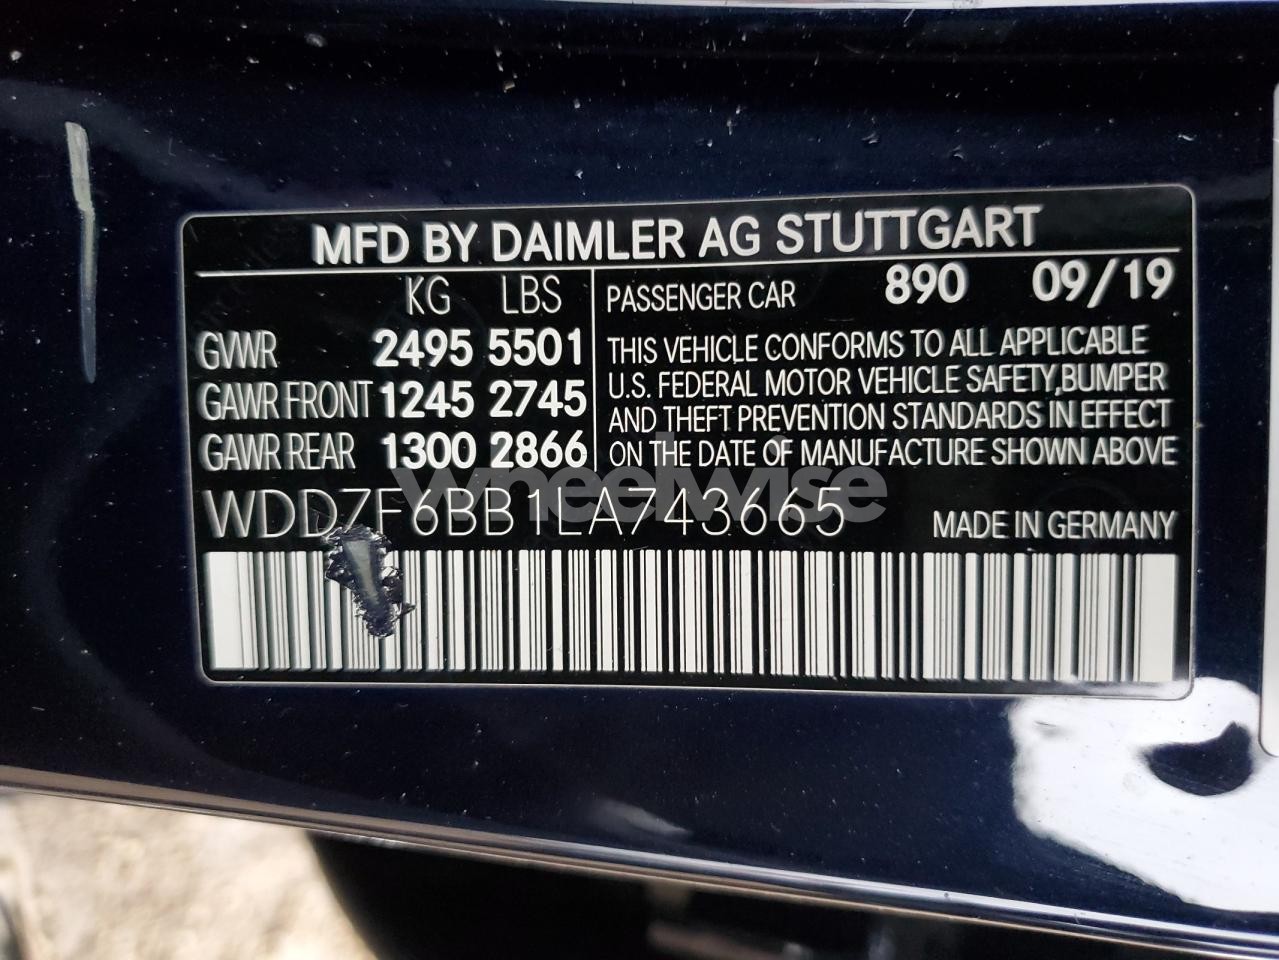 MFD BY DAIMLER AG STUTTGART
KG LBS
GVWR 2495 5501
GAWR FRONT 1245 2745
GAWR REAR 1300 2866
PASSENGER CAR 890 09/19
THIS VEHICLE CONFORMS TO ALL APPLICABLE
U.S. FEDERAL MOTOR VEHICLE SAFETY,BUMPER
AND THEFT PREVENTION STANDARDS IN EFFECT
ON THE DATE OF MANUFACTURE SHOWN ABOVE
wheelwise
WDDZF6BB1LA743665 MADE IN GERMANY